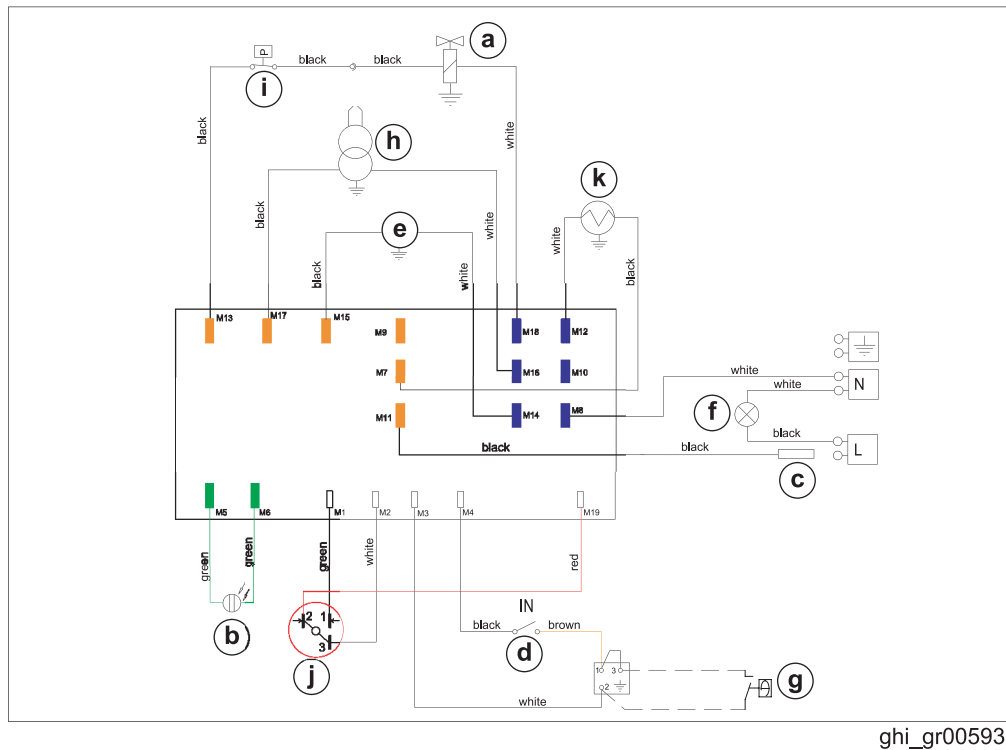 a
P
black
black
i
black
white
h
k
black
white
white
e
black
white
black
M13
M17
M15
M9
M18
M12
M7
M16
M10
white
N
white
M11
M14
M8
f
black
black
black
L
c
M5
M6
M1
M2
M3
M4
M19
green
green
green
white
red
IN
2
1
3
black
brown
b
d
j
1
3
2
g
white
ghi_gr00593